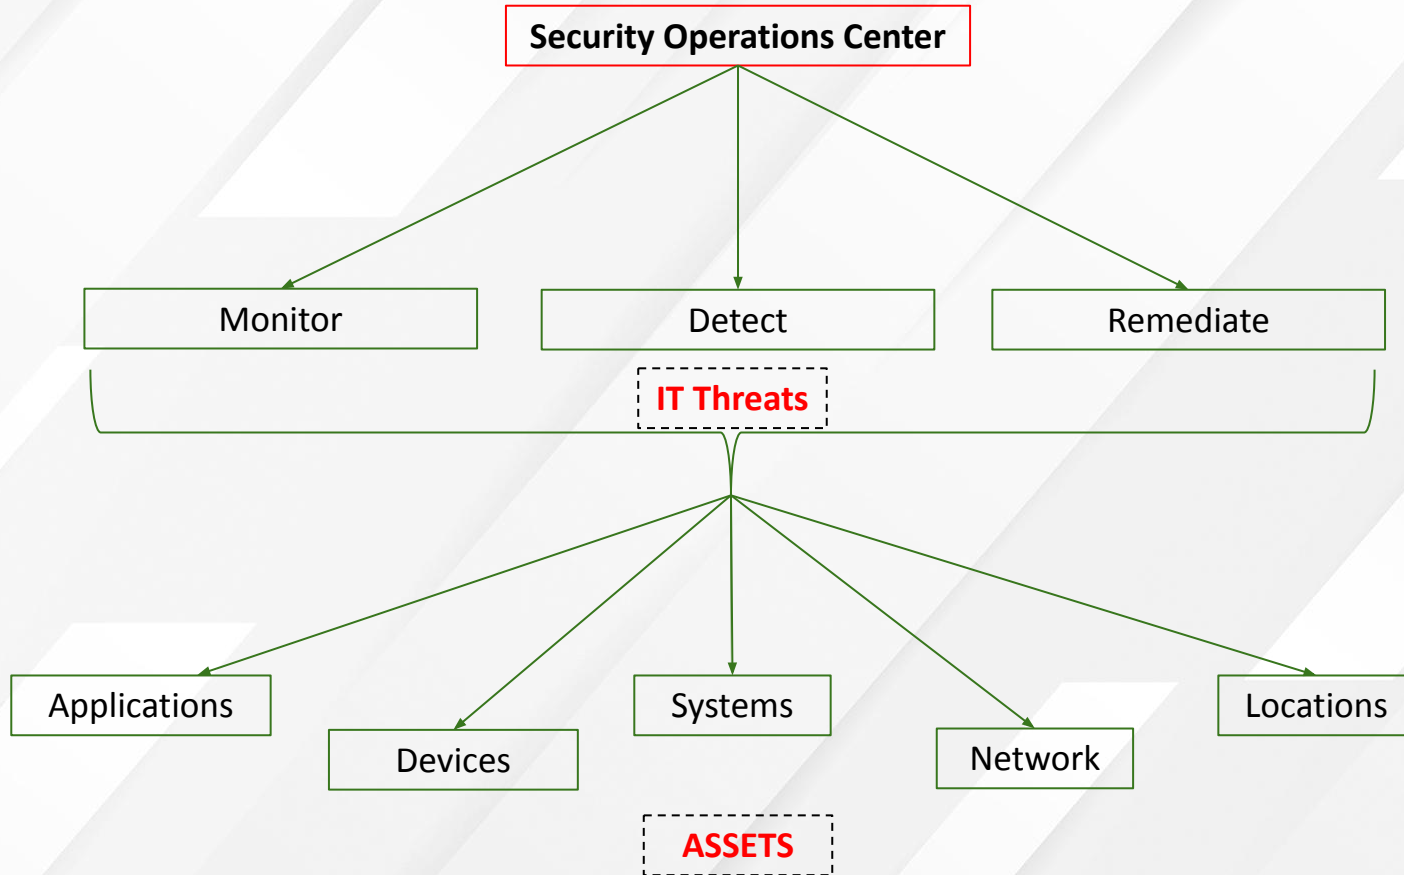 Security Operations Center
Monitor
Detect
Remediate
IT Threats
Applications
Devices
Systems
Network
Locations
ASSETS